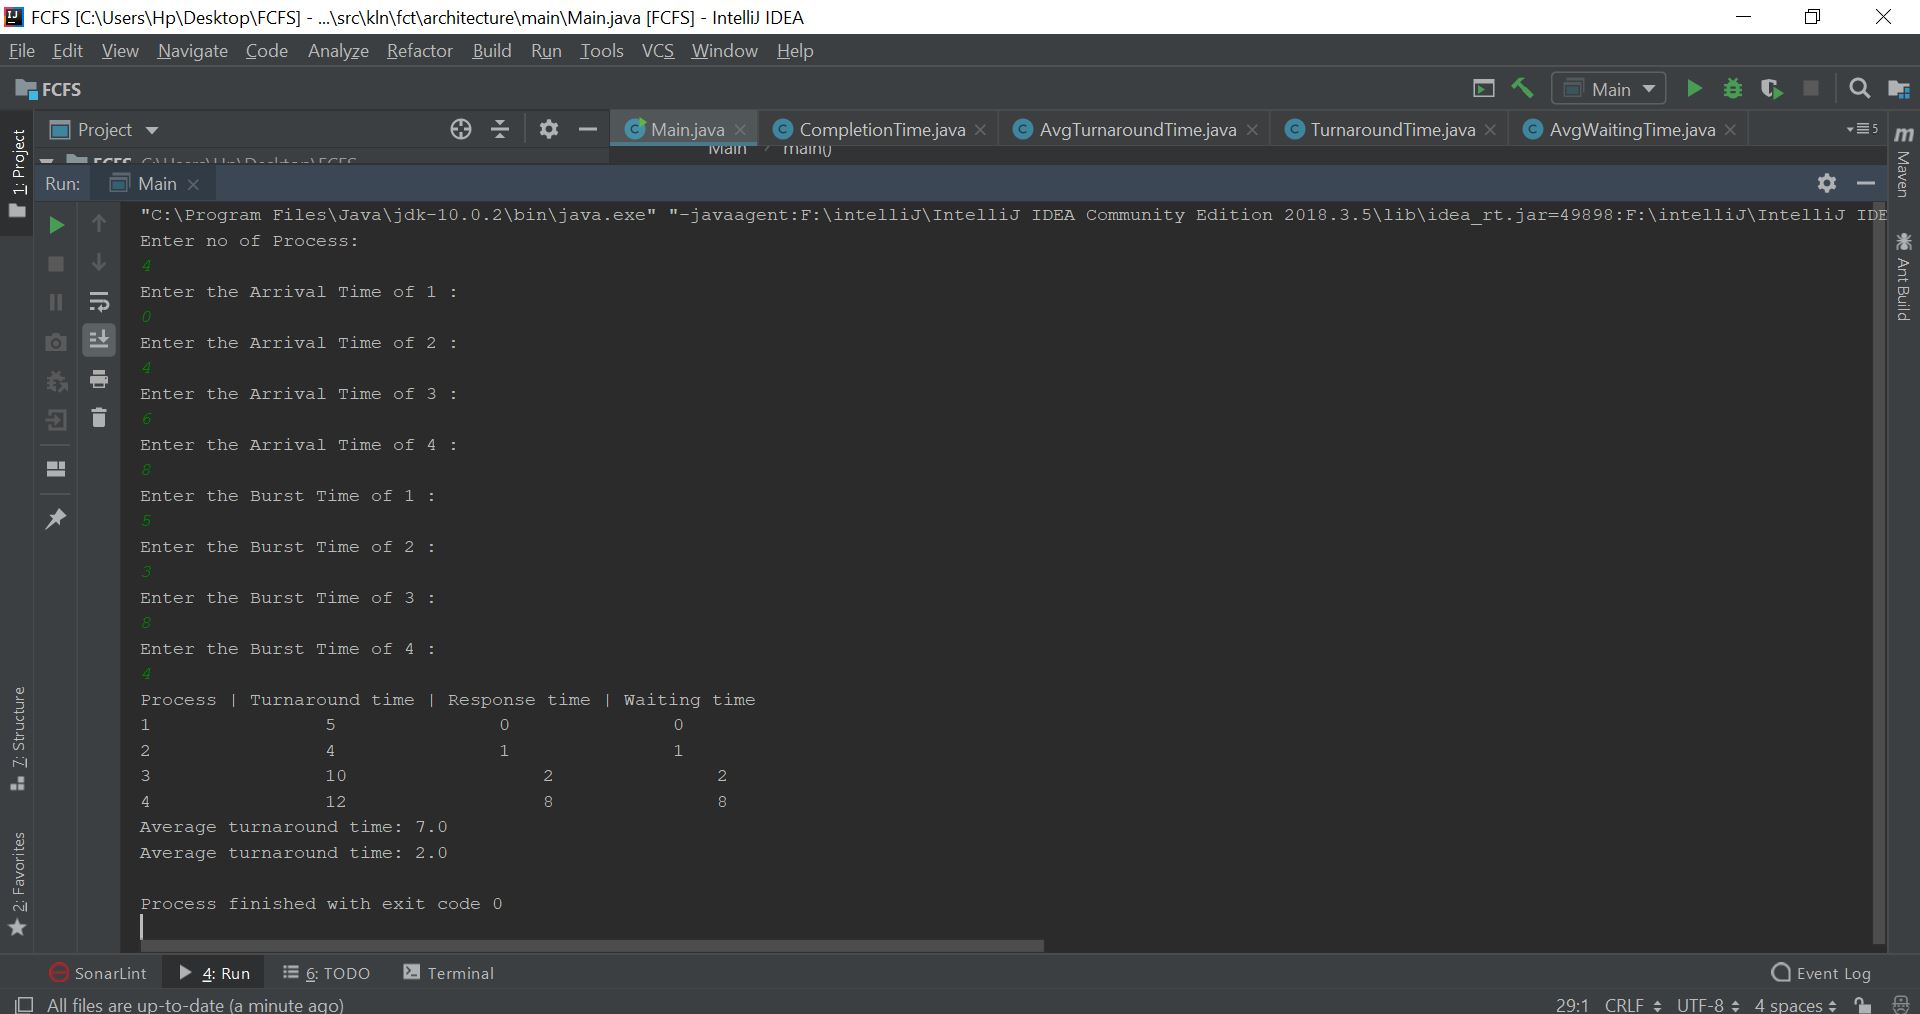 FCFS [C:\Users\Hp\Desktop\FCFS] - ...\src\kln\fct\architecture\main\Main.java [FCFS] - IntelliJ IDEA
File Edit View Navigate Code Analyze Refactor Build Run Tools VCS Window Help
FCFS
Main
1: Project
Project
Main.java
CompletionTime.java
AvgTurnaroundTime.java
TurnaroundTime.java
AvgWaitingTime.java
5
Maven
FCFS C:\Users\Hp\Desktop\FCFS
Main main()
Run: Main
"C:\Program Files\Java\jdk-10.0.2\bin\java.exe" "-javaagent:F:\intelliJ\IntelliJ IDEA Community Edition 2018.3.5\lib\idea_rt.jar=49898:F:\intelliJ\IntelliJ IDE
Enter no of Process:
4
Enter the Arrival Time of 1 :
0
Enter the Arrival Time of 2 :
4
Enter the Arrival Time of 3 :
6
Enter the Arrival Time of 4 :
8
Enter the Burst Time of 1 :
5
Enter the Burst Time of 2 :
3
Enter the Burst Time of 3 :
8
Enter the Burst Time of 4 :
4
Process | Turnaround time | Response time | Waiting time
1 5 0 0
2 4 1 1
3 10 2 2
4 12 8 8
Average turnaround time: 7.0
Average turnaround time: 2.0
Process finished with exit code 0
Ant Build
7: Structure
2: Favorites
SonarLint
4: Run
6: TODO
Terminal
Event Log
All files are up-to-date (a minute ago)
29:1 CRLF UTF-8 4 spaces